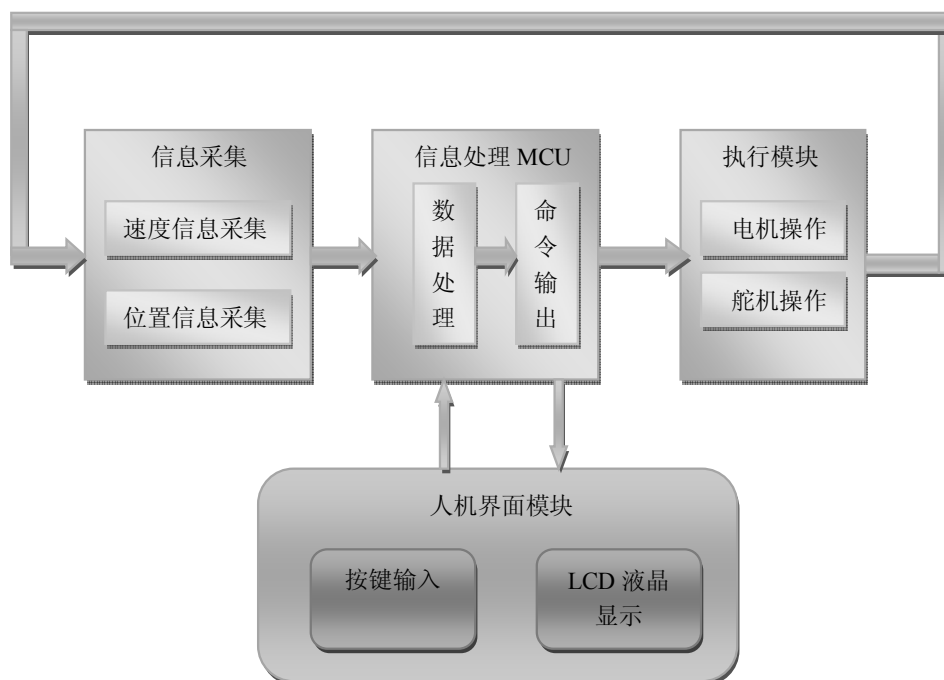 信息采集
速度信息采集
位置信息采集
信息处理 MCU
数据处理
命令输出
执行模块
电机操作
舵机操作
人机界面模块
按键输入
LCD 液晶
显示